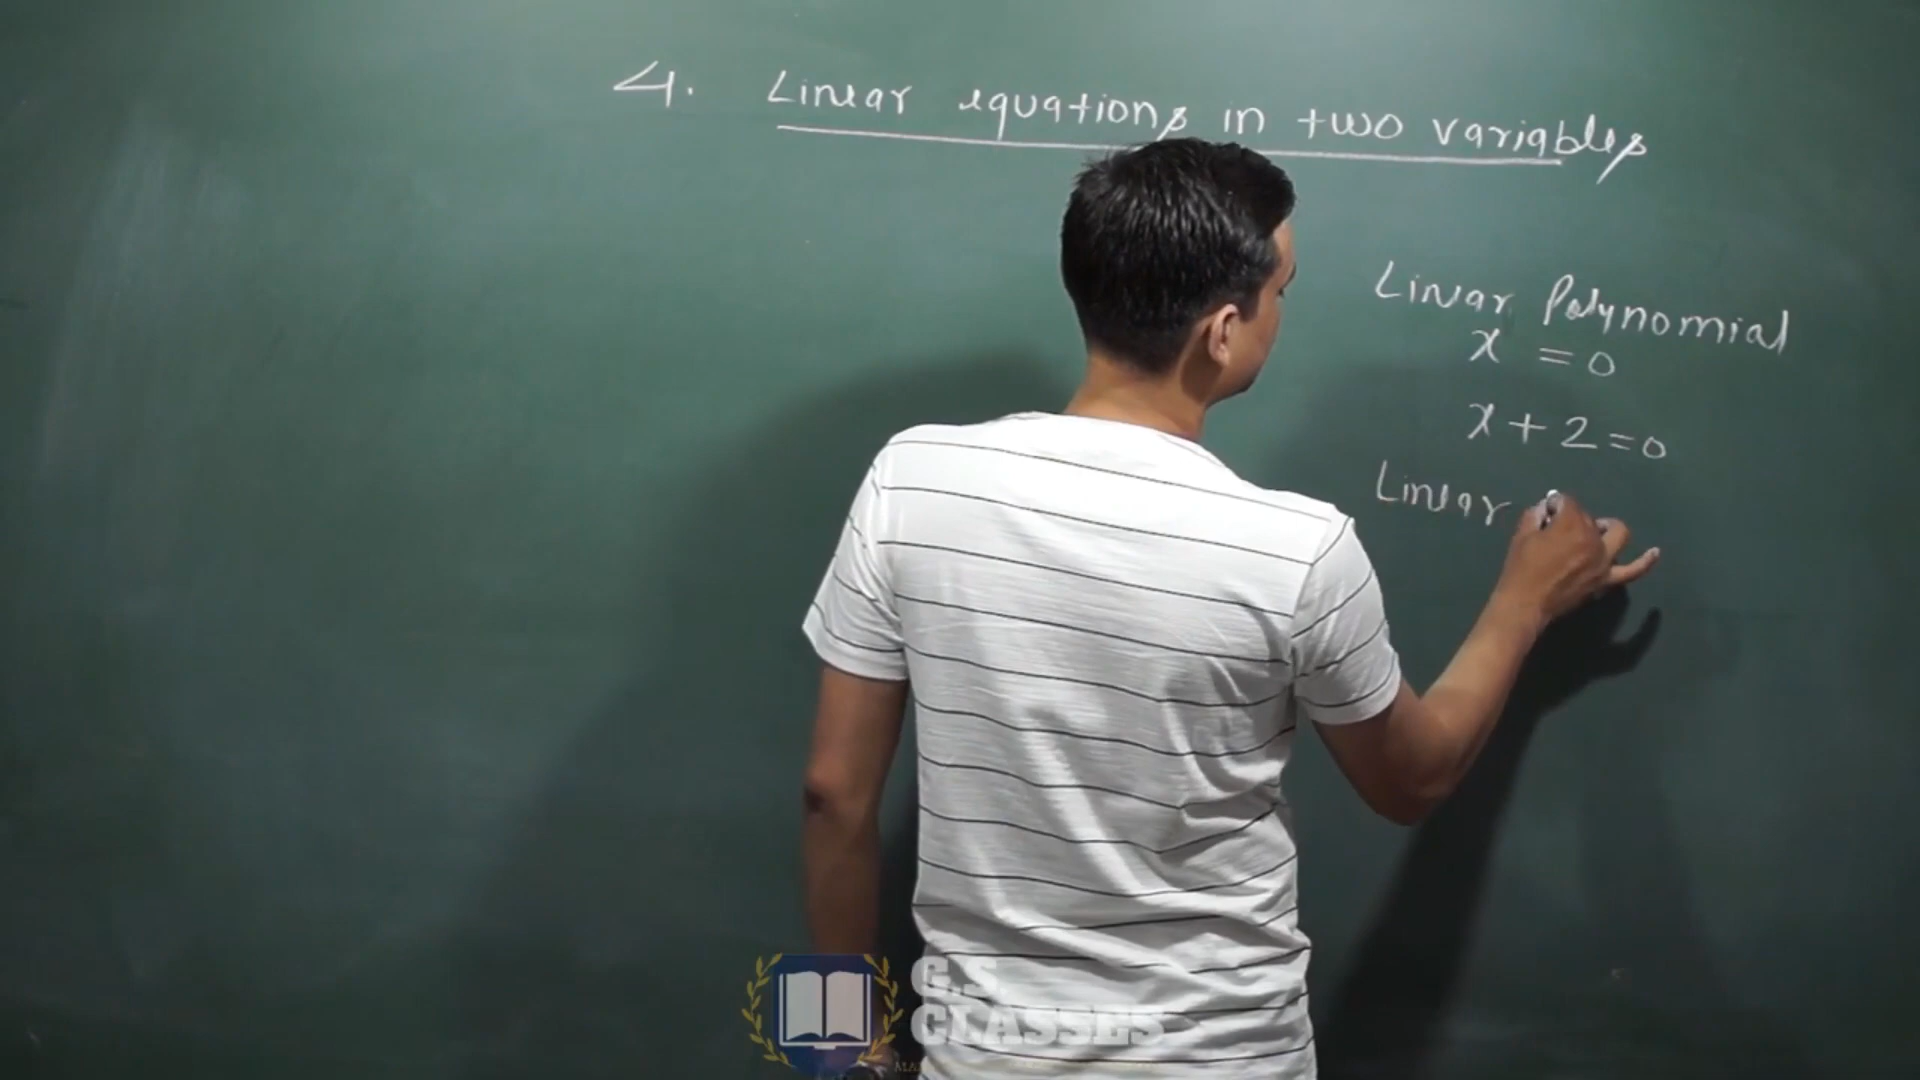 4. Linear equations in two variables
Linear Polynomial
x = 0
x + 2 = 0
Linear
G.S.
CLASSES